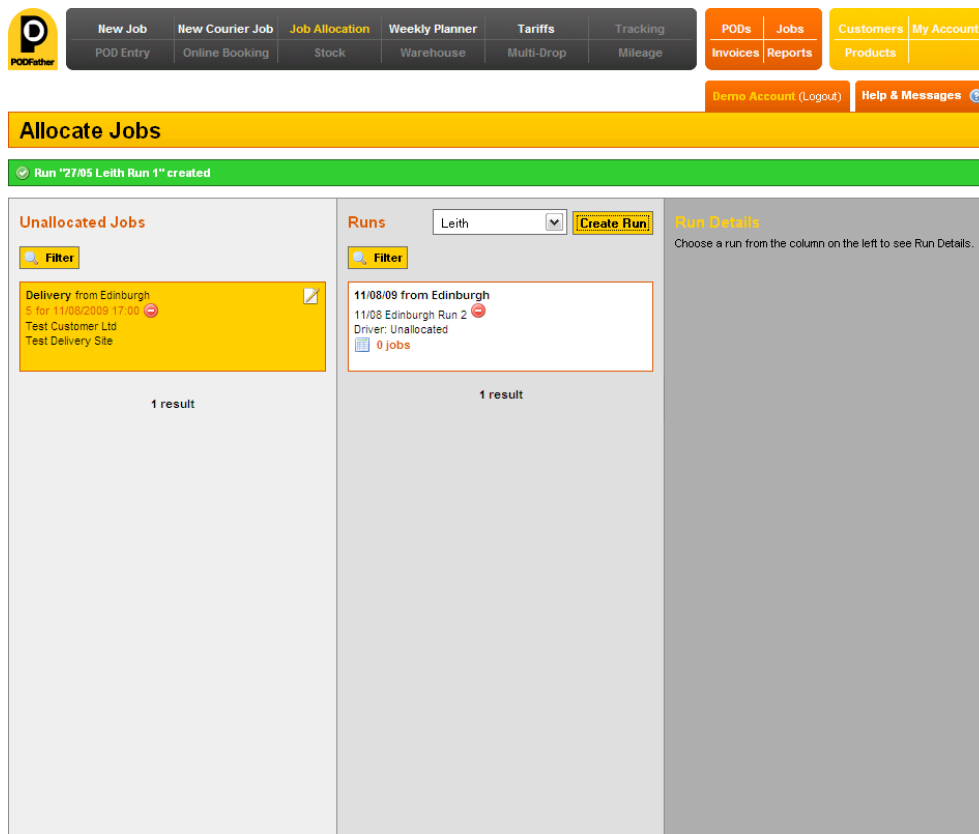 P
PODFather
New Job New Courier Job Job Allocation Weekly Planner Tariffs Tracking
POD Entry Online Booking Stock Warehouse Multi-Drop Mileage
PODs Jobs
Invoices Reports
Customers My Account
Products
Demo Account (Logout) Help & Messages ?
Allocate Jobs
Run "27/05 Leith Run 1" created
Unallocated Jobs
Filter
Delivery from Edinburgh
5 for 11/08/2009 17:00
Test Customer Ltd
Test Delivery Site
1 result
Runs Leith Create Run
Filter
11/08/09 from Edinburgh
11/08 Edinburgh Run 2
Driver: Unallocated
0 jobs
1 result
Run Details
Choose a run from the column on the left to see Run Details.